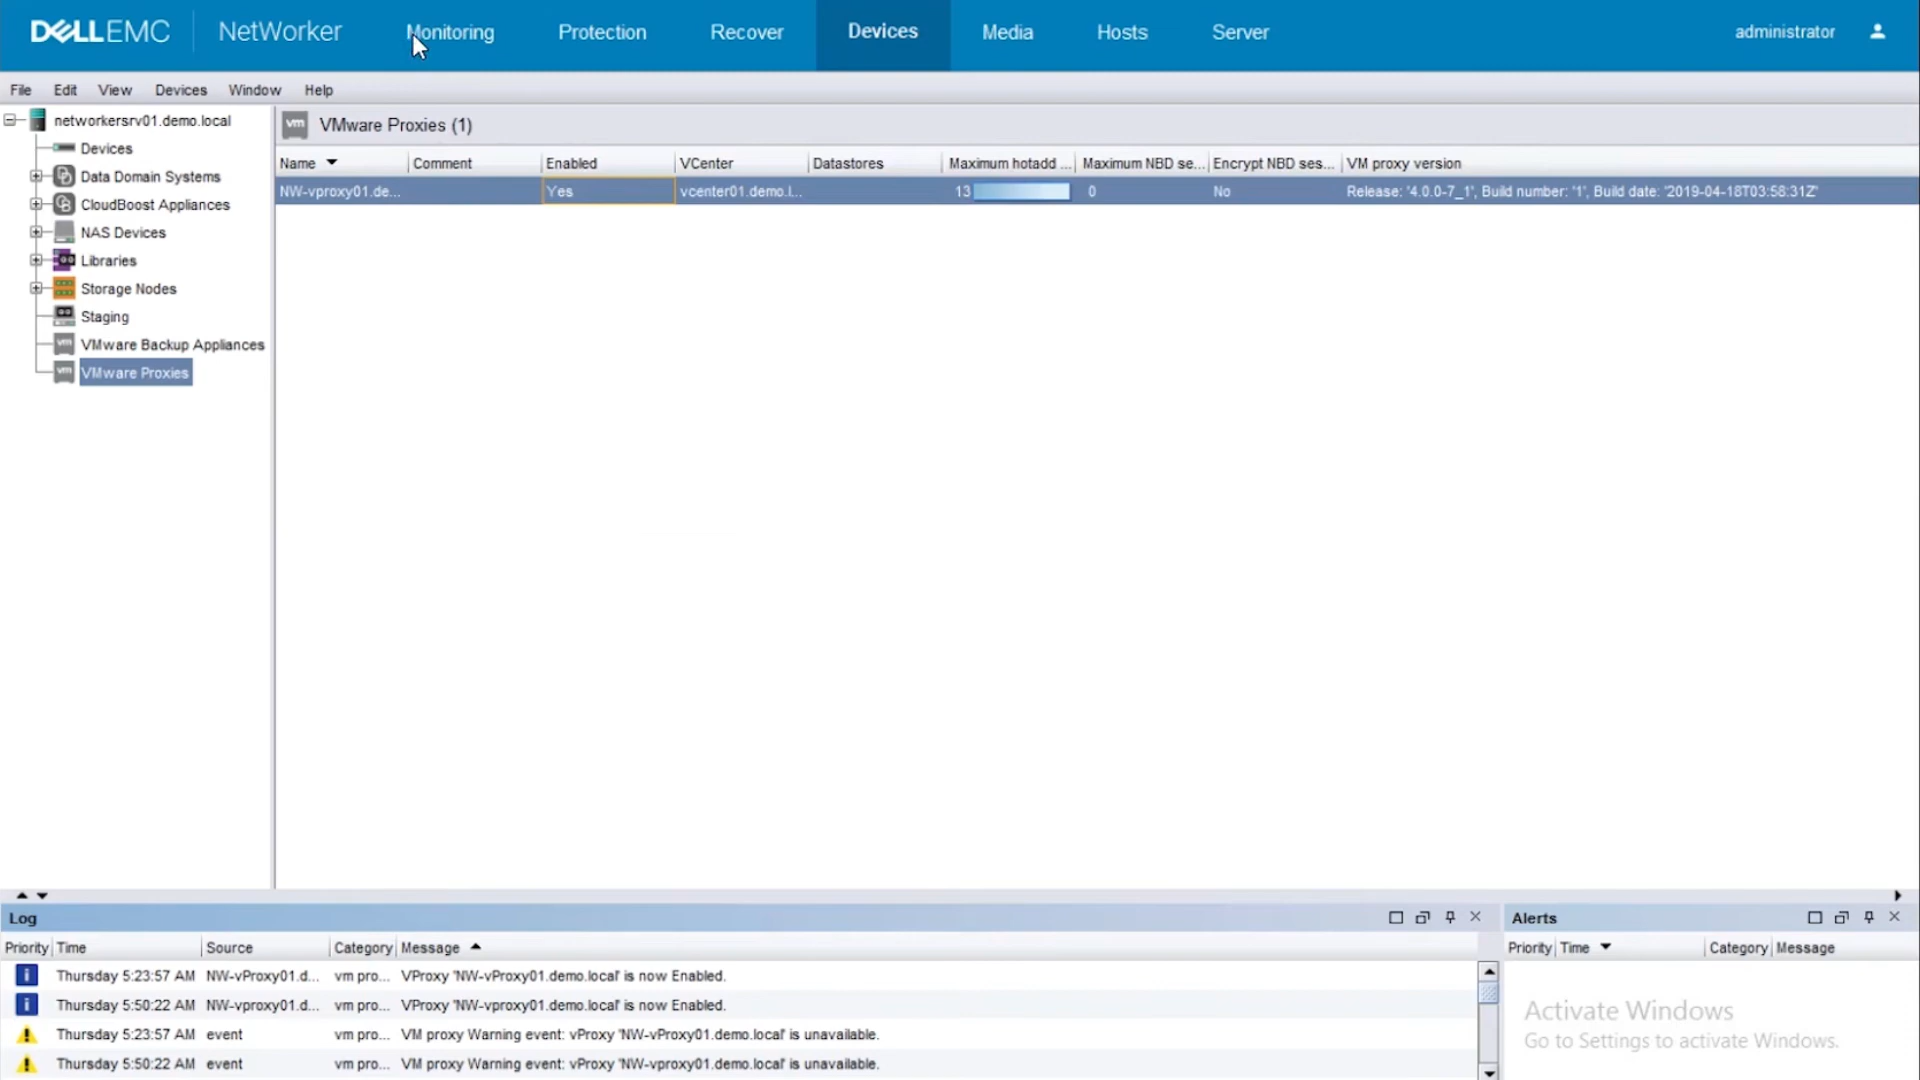 DELLEMC NetWorker Monitoring Protection Recover Devices Media Hosts Server administrator
File Edit View Devices Window Help
networkersrv01.demo.local
Devices
Data Domain Systems
CloudBoost Appliances
NAS Devices
Libraries
Storage Nodes
Staging
VMware Backup Appliances
VMware Proxies
vm VMware Proxies (1)
Name Comment Enabled VCenter Datastores Maximum hotadd ... Maximum NBD se... Encrypt NBD ses... VM proxy version
NW-vproxy01.de... Yes vcenter01.demo.l... 13 0 No Release: '4.0.0-7_1', Build number: '1', Build date: '2019-04-18T03:58:31Z'
Log
Priority Time Source Category Message
Thursday 5:23:57 AM NW-vProxy01.d... vm pro... VProxy 'NW-vProxy01.demo.local' is now Enabled.
Thursday 5:50:22 AM NW-vproxy01.d... vm pro... VProxy 'NW-vproxy01.demo.local' is now Enabled.
Thursday 5:23:57 AM event vm pro... VM proxy Warning event: vProxy 'NW-vProxy01.demo.local' is unavailable.
Thursday 5:50:22 AM event vm pro... VM proxy Warning event: vProxy 'NW-vproxy01.demo.local' is unavailable.
Alerts
Priority Time Category Message
Activate Windows
Go to Settings to activate Windows.